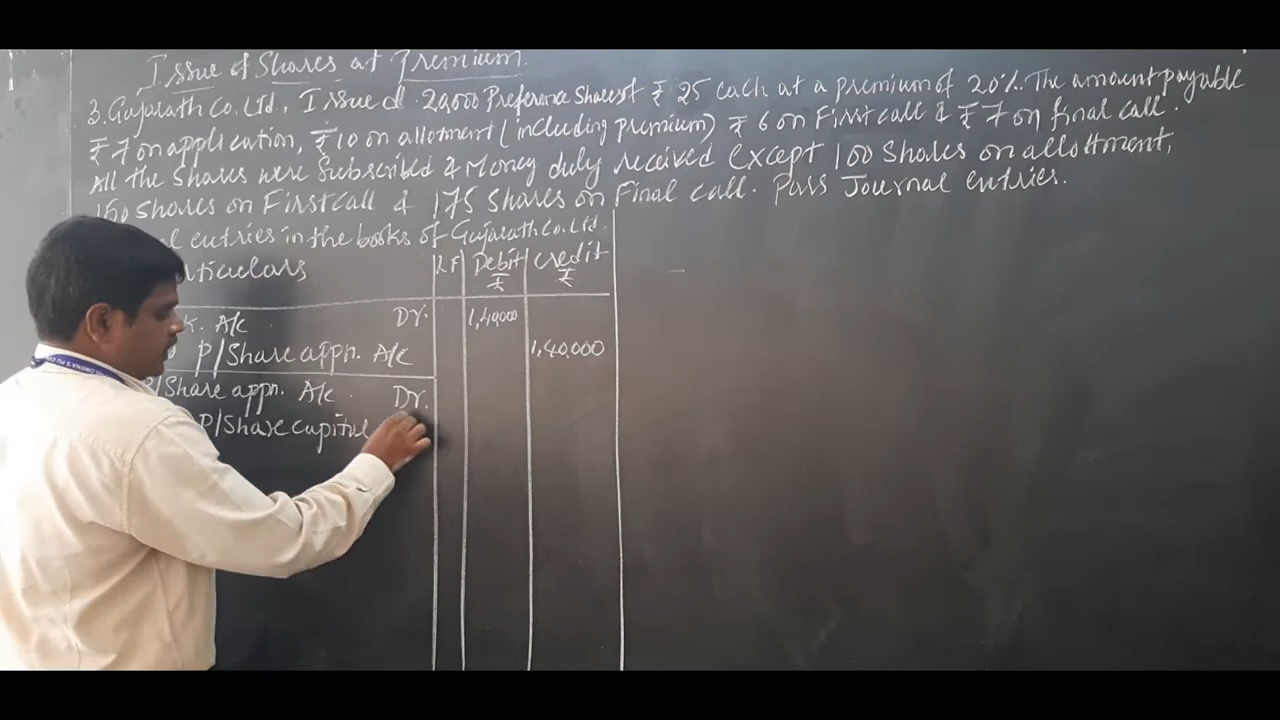 Issue of Shares at Premium.
3. Gujarath Co. Ltd., Issued 20,000 Preference Shares of ₹ 25 each at a premium of 20%. The amount payable
₹ 7 on application, ₹ 10 on allotment (including premium) ₹ 6 on First call & ₹ 7 on final call.
All the Shares were Subscribed & Money duly received except 100 Shares on allottment,
150 Shares on First call & 175 Shares on Final call. Pass Journal entries.
entries in the books of Gujarath Co. Ltd.
L.F Debit ₹ Credit ₹
k. A/c Dr. 1,40,000
P/Share appn. A/c 1,40,000
P/Share appn. A/c Dr.
P/Share capital